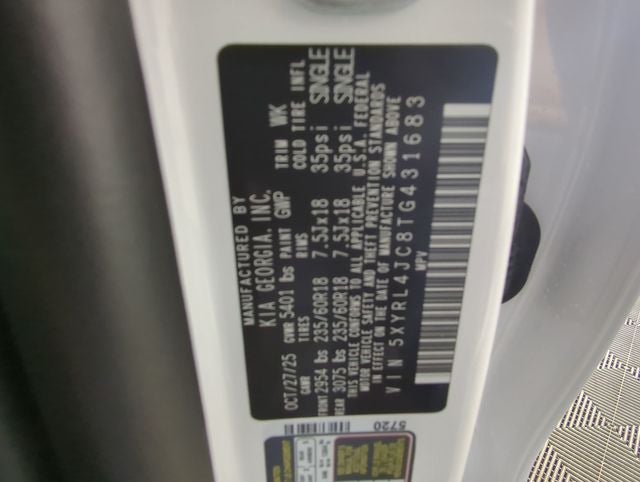 MANUFACTURED BY
KIA GEORGIA, INC.
OCT/27/25 GVWR 5401 lbs PAINT GWP TRIM WK
GAWR TIRES RIMS COLD TIRE INFL
FRONT 2954 lbs 235/60R18 7.5Jx18 35psi SINGLE
REAR 3075 lbs 235/60R18 7.5Jx18 35psi SINGLE
THIS VEHICLE CONFORMS TO ALL APPLICABLE U.S.A. FEDERAL
MOTOR VEHICLE SAFETY AND THEFT PREVENTION STANDARDS
IN EFFECT ON THE DATE OF MANUFACTURE SHOWN ABOVE
VIN 5XYRL4JC8TG431683
MPV
5720